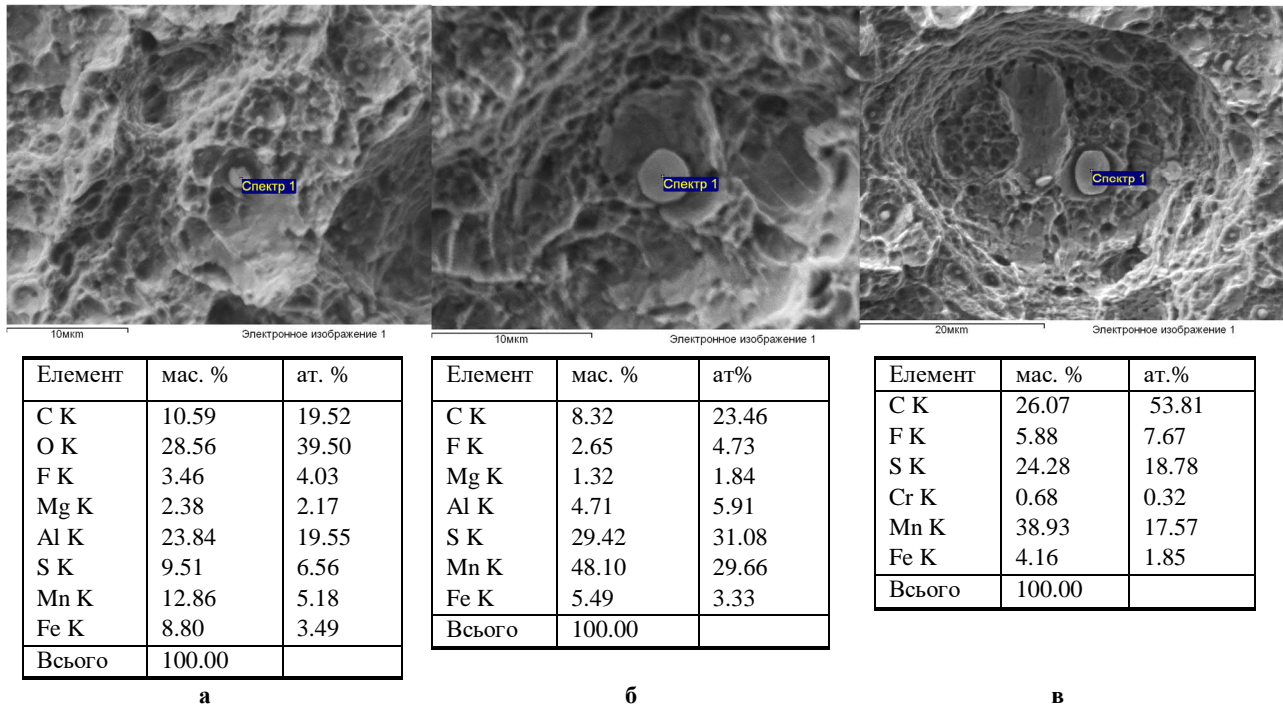 Спектр 1
Спектр 1
Спектр 1
10мкм Электронное изображение 1
10мкм Электронное изображение 1
20мкм Электронное изображение 1
Елемент мас. % ат. %
C K 10.59 19.52
O K 28.56 39.50
F K 3.46 4.03
Mg K 2.38 2.17
Al K 23.84 19.55
S K 9.51 6.56
Mn K 12.86 5.18
Fe K 8.80 3.49
Всього 100.00
а
Елемент мас. % ат%
C K 8.32 23.46
F K 2.65 4.73
Mg K 1.32 1.84
Al K 4.71 5.91
S K 29.42 31.08
Mn K 48.10 29.66
Fe K 5.49 3.33
Всього 100.00
б
Елемент мас. % ат.%
C K 26.07 53.81
F K 5.88 7.67
S K 24.28 18.78
Cr K 0.68 0.32
Mn K 38.93 17.57
Fe K 4.16 1.85
Всього 100.00
в